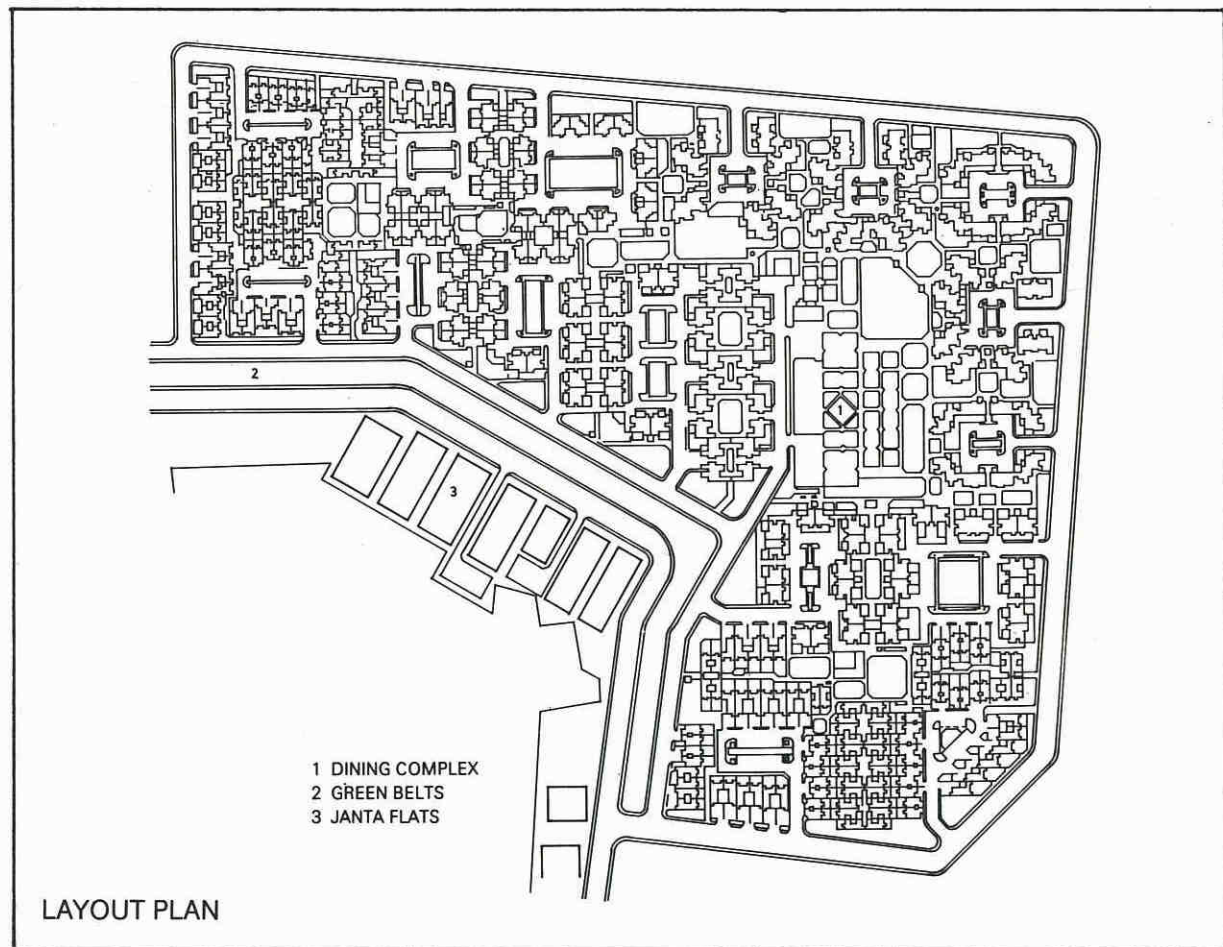 2
1
3
1 DINING COMPLEX
2 GREEN BELTS
3 JANTA FLATS
LAYOUT PLAN